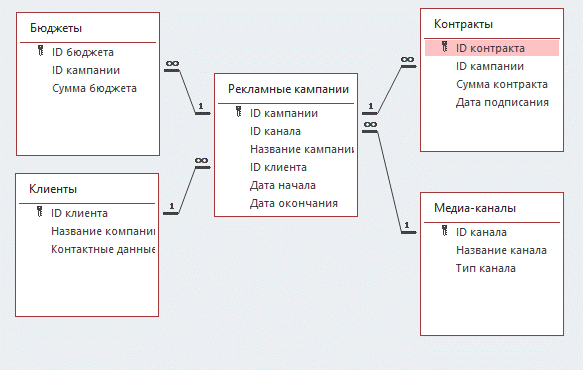 Бюджеты
ID бюджета
ID кампании
Сумма бюджета
Клиенты
ID клиента
Название компани
Контактные данные
Рекламные кампании
ID кампании
ID канала
Название кампании
ID клиента
Дата начала
Дата окончания
Контракты
ID контракта
ID кампании
Сумма контракта
Дата подписания
Медиа-каналы
ID канала
Название канала
Тип канала
∞
1
∞
1
1
∞
∞
1